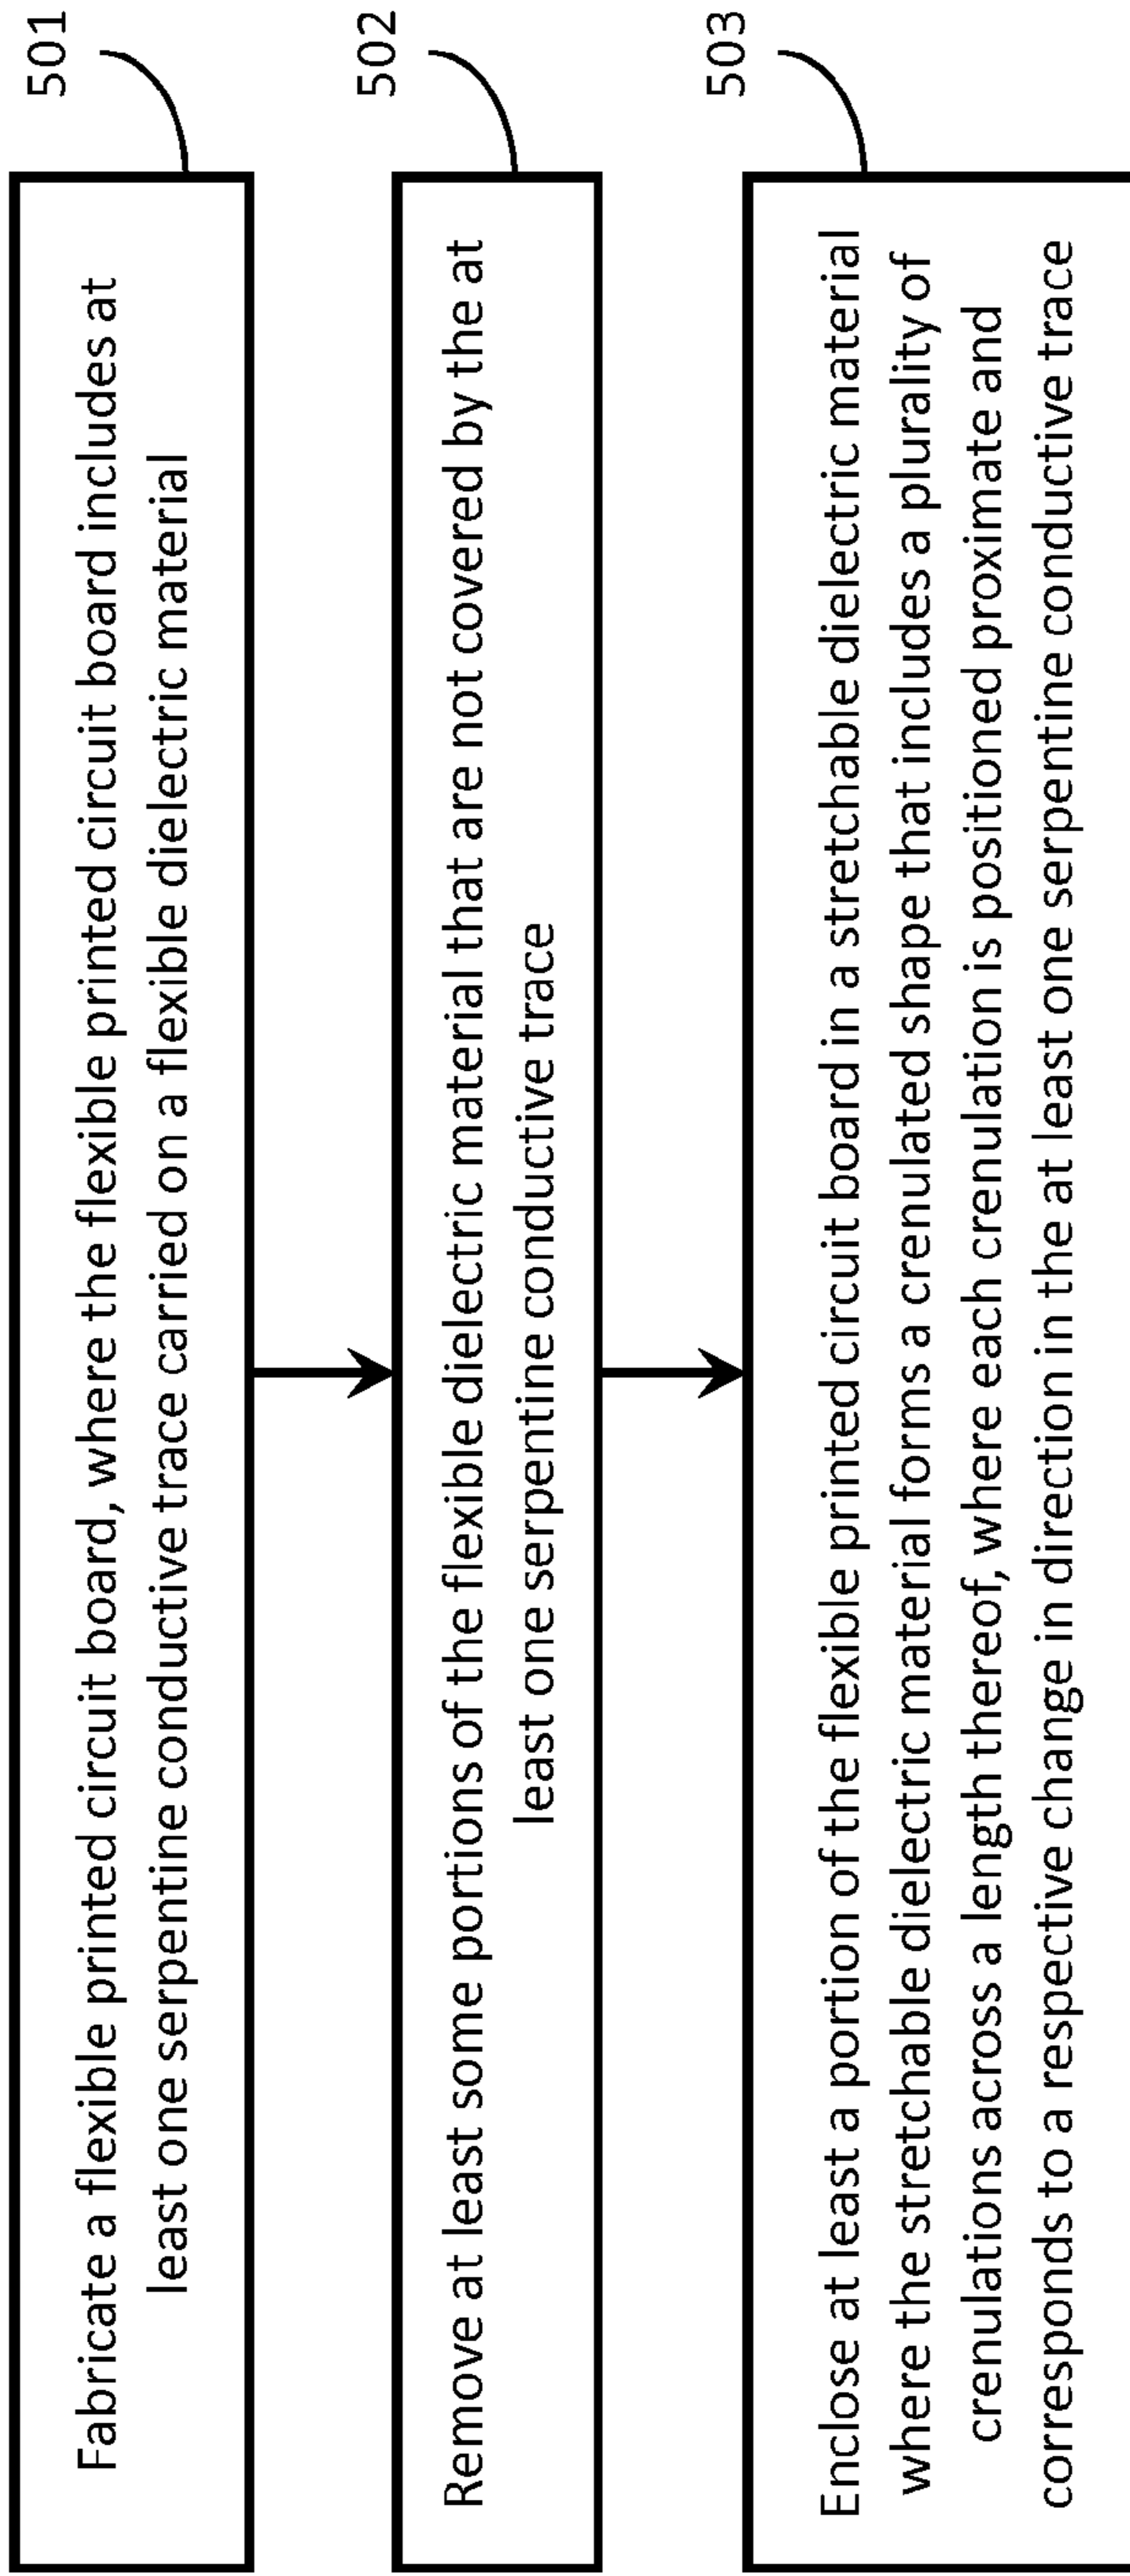 501
Fabricate a flexible printed circuit board, where the flexible printed circuit board includes at
least one serpentine conductive trace carried on a flexible dielectric material
502
Remove at least some portions of the flexible dielectric material that are not covered by the at
least one serpentine conductive trace
503
Enclose at least a portion of the flexible printed circuit board in a stretchable dielectric material
where the stretchable dielectric material forms a crenulated shape that includes a plurality of
crenulations across a length thereof, where each crenulation is positioned proximate and
corresponds to a respective change in direction in the at least one serpentine conductive trace